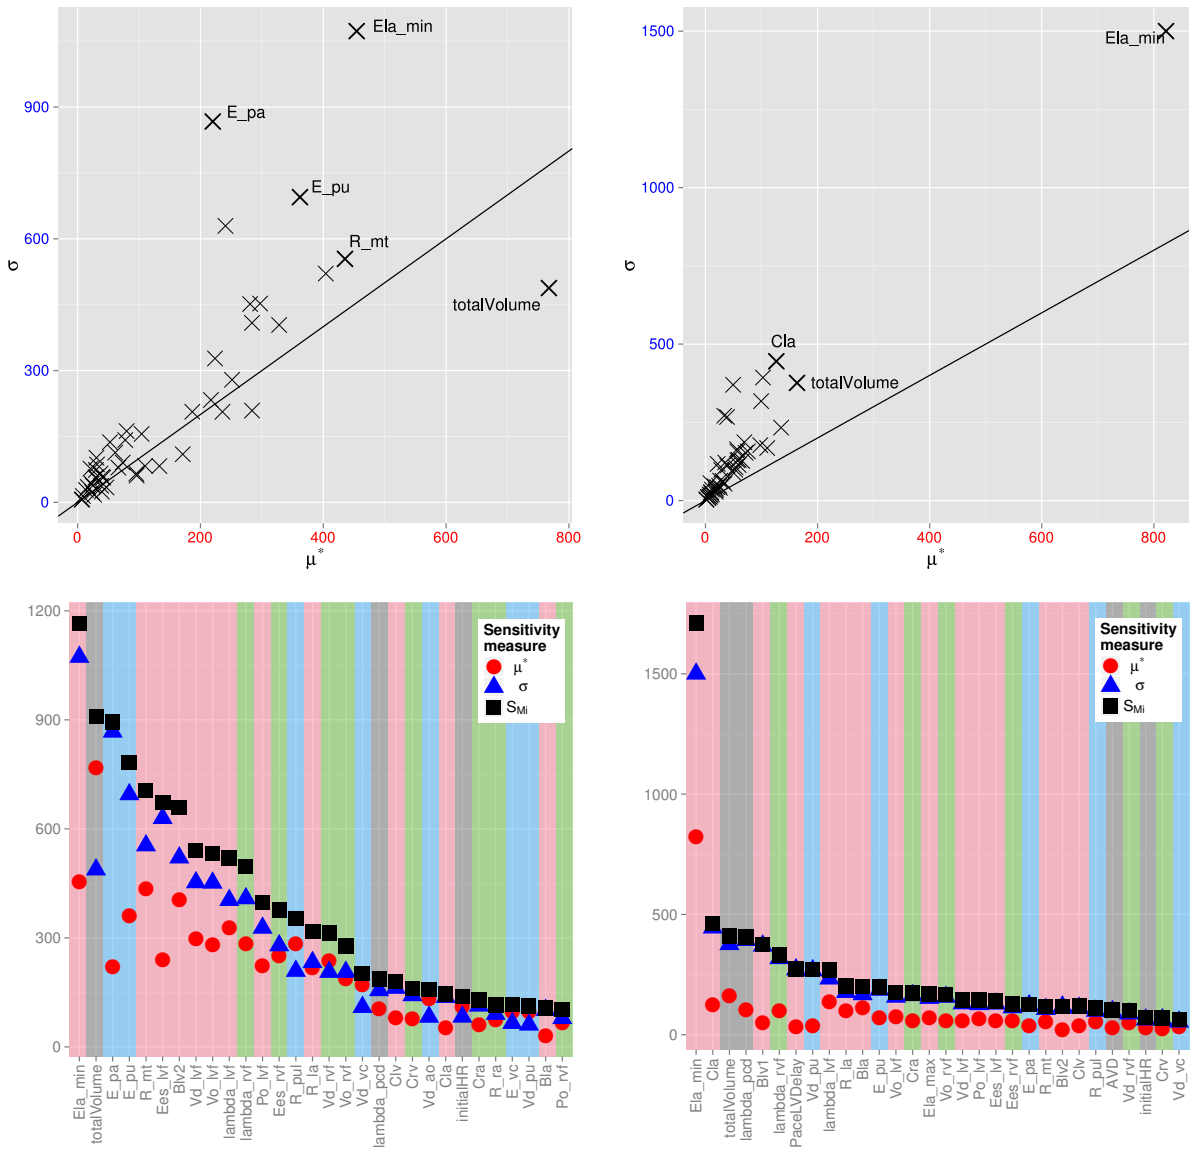 Ela_min
E_pa
E_pu
R_mt
totalVolume
900
600
300
0
σ
0 200 400 600 800
μ*
Ela_min
Cla
totalVolume
1500
1000
500
0
σ
0 200 400 600 800
μ*
1200
900
600
300
0
Sensitivity
measure
μ*
σ
SMi
Ela_min
totalVolume
E_pa
E_pu
R_mt
Ees_lvf
Blv2
Vd_lvf
Vo_lvf
lambda_lvf
lambda_rvf
Po_lvf
Ees_rvf
R_pul
R_la
Vd_rvf
Vo_rvf
Vd_vc
lambda_pcd
Clv
Crv
Vd_ao
Cla
initialHR
Cra
R_ra
E_vc
Vd_pu
Bla
Po_rvf
1500
1000
500
0
Sensitivity
measure
μ*
σ
SMi
Ela_min
Cla
totalVolume
lambda_pcd
Blv1
lambda_rvf
PaceLVDelay
Vd_pu
lambda_lvf
R_la
Bla
E_pu
Vo_lvf
Cra
Ela_max
Vo_rvf
Vd_lvf
Po_lvf
Ees_lvf
Ees_rvf
E_pa
R_mt
Blv2
Clv
R_pul
AVD
Vd_rvf
initialHR
Crv
Vd_vc